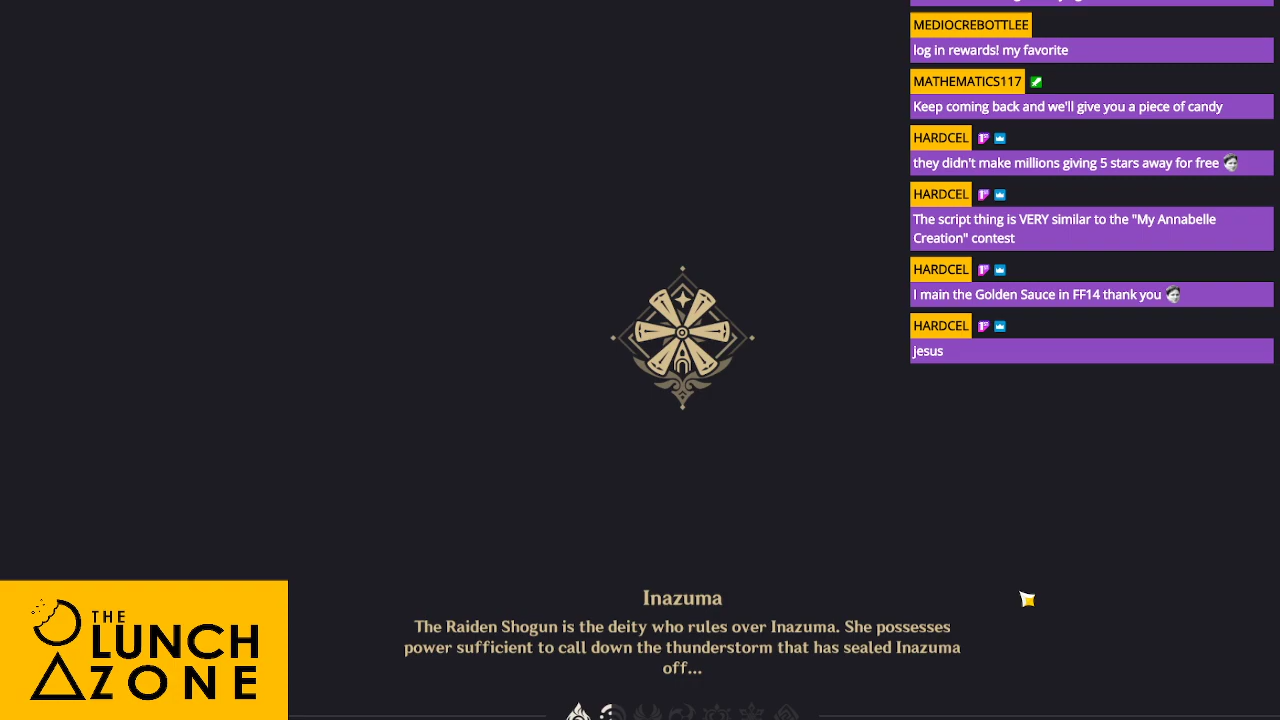 MEDIOCREBOTTLEE
log in rewards! my favorite
MATHEMATICS117
Keep coming back and we'll give you a piece of candy
HARDCEL
they didn't make millions giving 5 stars away for free
HARDCEL
The script thing is VERY similar to the "My Annabelle
Creation" contest
HARDCEL
I main the Golden Sauce in FF14 thank you
HARDCEL
jesus
Inazuma
The Raiden Shogun is the deity who rules over Inazuma. She possesses
power sufficient to call down the thunderstorm that has sealed Inazuma
off...
THE
LUNCH
ZONE